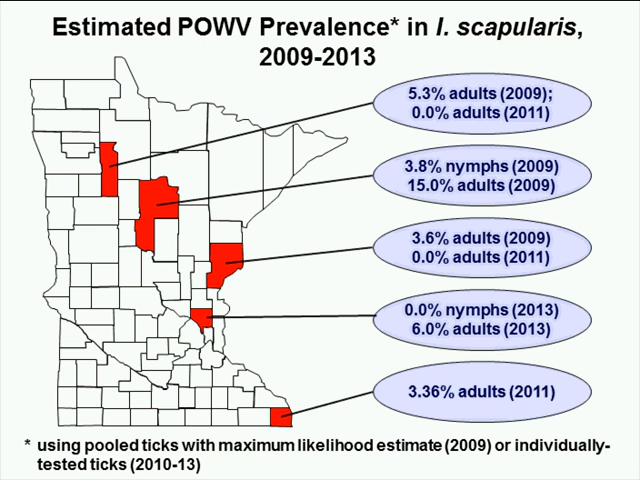 Estimated POWV Prevalence* in I. scapularis,
2009-2013
5.3% adults (2009);
0.0% adults (2011)
3.8% nymphs (2009)
15.0% adults (2009)
3.6% adults (2009)
0.0% adults (2011)
0.0% nymphs (2013)
6.0% adults (2013)
3.36% adults (2011)
* using pooled ticks with maximum likelihood estimate (2009) or individually-
tested ticks (2010-13)